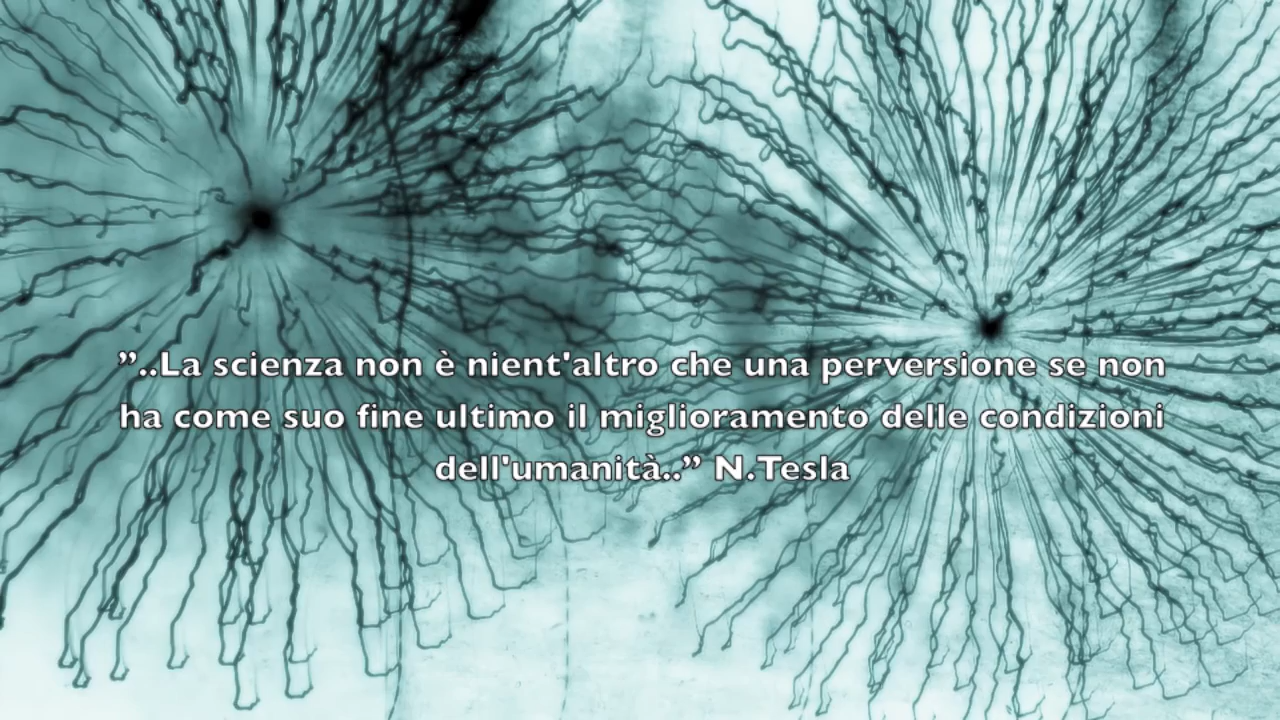 ”..La scienza non è nient'altro che una perversione se non
ha come suo fine ultimo il miglioramento delle condizioni
dell'umanità..” N.Tesla